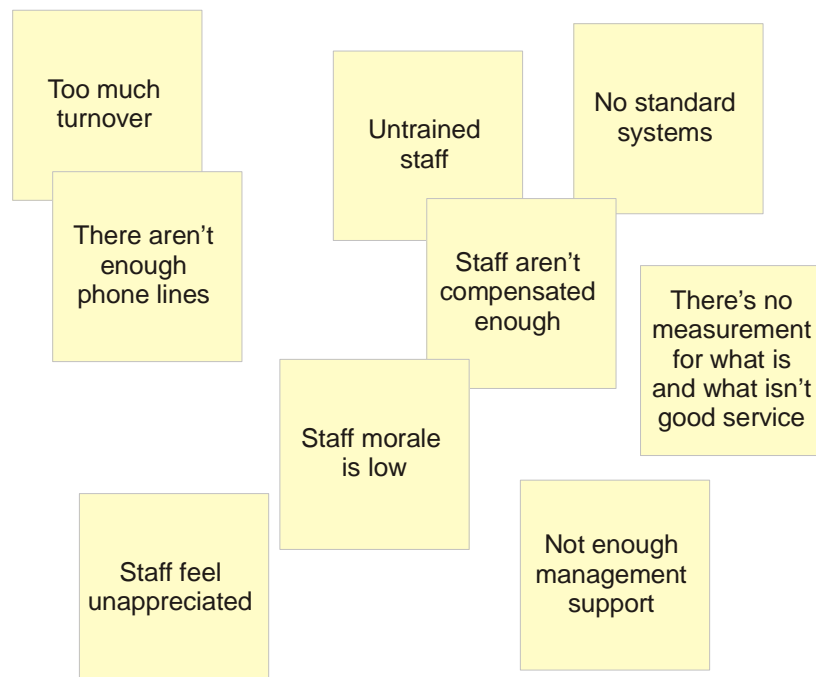 Too much
turnover
Untrained
staff
No standard
systems
There aren't
enough
phone lines
Staff aren't
compensated
enough
There’s no
measurement
for what is
and what isn’t
good service
Staff morale
is low
Staff feel
unappreciated
Not enough
management
support